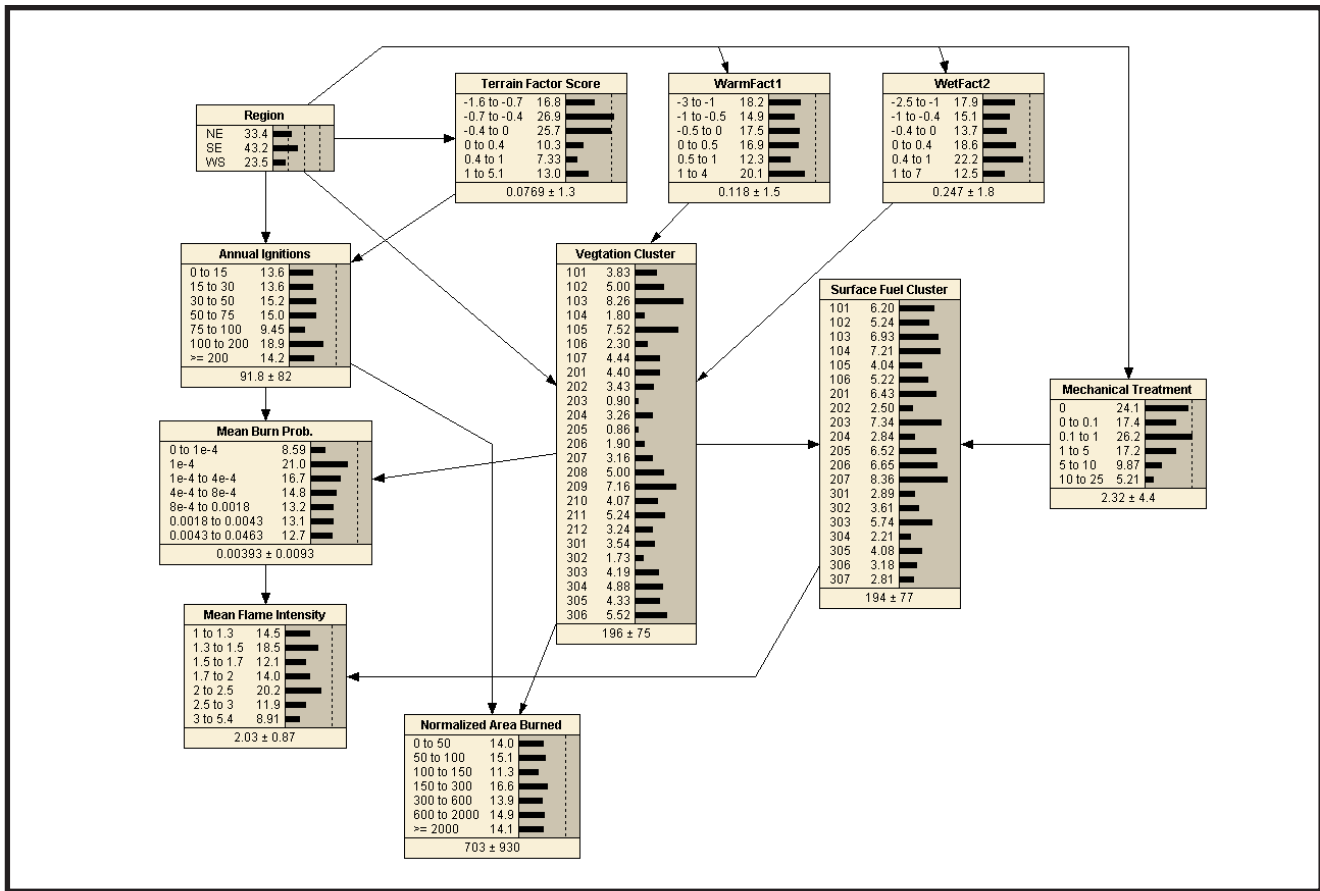 Terrain Factor Score
-1.6 to -0.7 16.8
-0.7 to -0.4 26.9
-0.4 to 0 25.7
0 to 0.4 10.3
0.4 to 1 7.33
1 to 5.1 13.0
0.0769 ± 1.3
WarmFact1
-3 to -1 18.2
-1 to -0.5 14.9
-0.5 to 0 17.5
0 to 0.5 16.9
0.5 to 1 12.3
1 to 4 20.1
0.118 ± 1.5
WetFact2
-2.5 to -1 17.9
-1 to -0.4 15.1
-0.4 to 0 13.7
0 to 0.4 18.6
0.4 to 1 22.2
1 to 7 12.5
0.247 ± 1.8
Region
NE 33.4
SE 43.2
WS 23.5
Annual Ignitions
0 to 15 13.6
15 to 30 13.6
30 to 50 15.2
50 to 75 15.0
75 to 100 9.45
100 to 200 18.9
>= 200 14.2
91.8 ± 82
Vegtation Cluster
101 3.83
102 5.00
103 8.26
104 1.80
105 7.52
106 2.30
107 4.44
201 4.40
202 3.43
203 0.90
204 3.26
205 0.86
206 1.90
207 3.16
208 5.00
209 7.16
210 4.07
211 5.24
212 3.24
301 3.54
302 1.73
303 4.19
304 4.88
305 4.33
306 5.52
196 ± 75
Surface Fuel Cluster
101 6.20
102 5.24
103 6.93
104 7.21
105 4.04
106 5.22
201 6.43
202 2.50
203 7.34
204 2.84
205 6.52
206 6.65
207 8.36
301 2.89
302 3.61
303 5.74
304 2.21
305 4.08
306 3.18
307 2.81
194 ± 77
Mechanical Treatment
0 24.1
0 to 0.1 17.4
0.1 to 1 26.2
1 to 5 17.2
5 to 10 9.87
10 to 25 5.21
2.32 ± 4.4
Mean Burn Prob.
0 to 1e-4 8.59
1e-4 21.0
1e-4 to 4e-4 16.7
4e-4 to 8e-4 14.8
8e-4 to 0.0018 13.2
0.0018 to 0.0043 13.1
0.0043 to 0.0463 12.7
0.00393 ± 0.0093
Mean Flame Intensity
1 to 1.3 14.5
1.3 to 1.5 18.5
1.5 to 1.7 12.1
1.7 to 2 14.0
2 to 2.5 20.2
2.5 to 3 11.9
3 to 5.4 8.91
2.03 ± 0.87
Normalized Area Burned
0 to 50 14.0
50 to 100 15.1
100 to 150 11.3
150 to 300 16.6
300 to 600 13.9
600 to 2000 14.9
>= 2000 14.1
703 ± 930